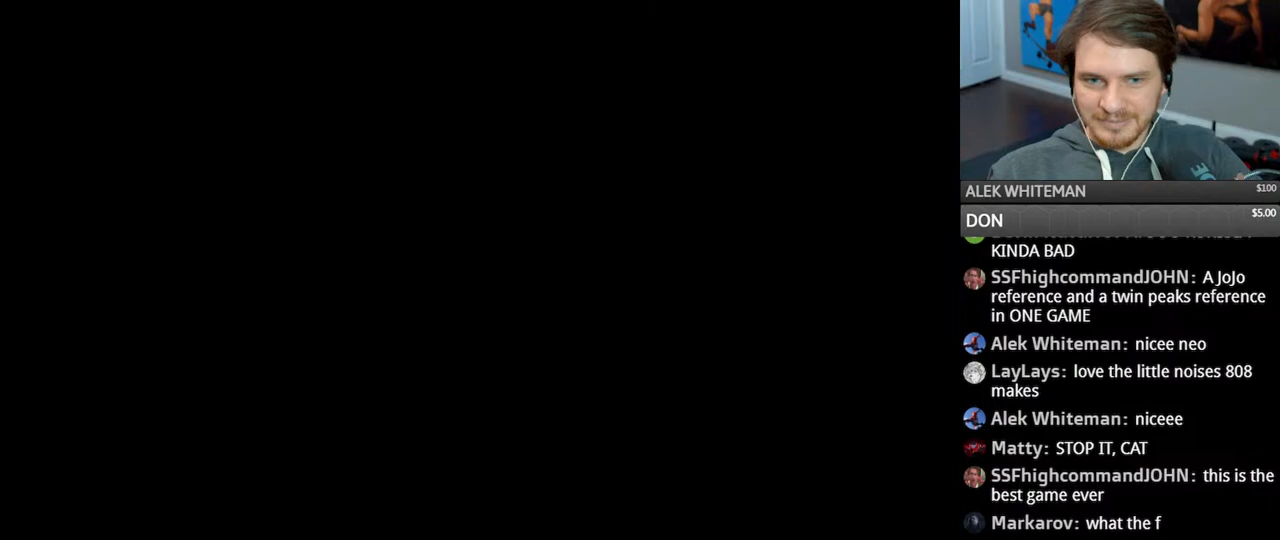 ALEK WHITEMAN
$100
DON
$5.00
KINDA BAD
SSFhighcommandJOHN: A JoJo
reference and a twin peaks reference
in ONE GAME
Alek Whiteman: nicee neo
LayLays: love the little noises 808
makes
Alek Whiteman: niceee
Matty: STOP IT, CAT
SSFhighcommandJOHN: this is the
best game ever
Markarov: what the f